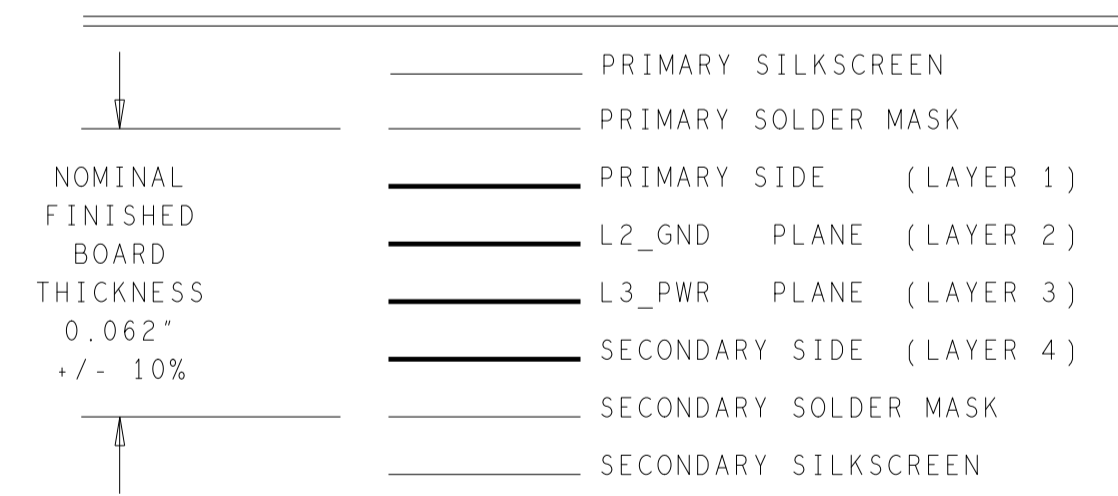 PRIMARY SILKSCREEN
PRIMARY SOLDER MASK
PRIMARY SIDE (LAYER 1)
L2_GND PLANE (LAYER 2)
L3_PWR PLANE (LAYER 3)
SECONDARY SIDE (LAYER 4)
SECONDARY SOLDER MASK
SECONDARY SILKSCREEN
NOMINAL
FINISHED
BOARD
THICKNESS
0.062"
+/- 10%